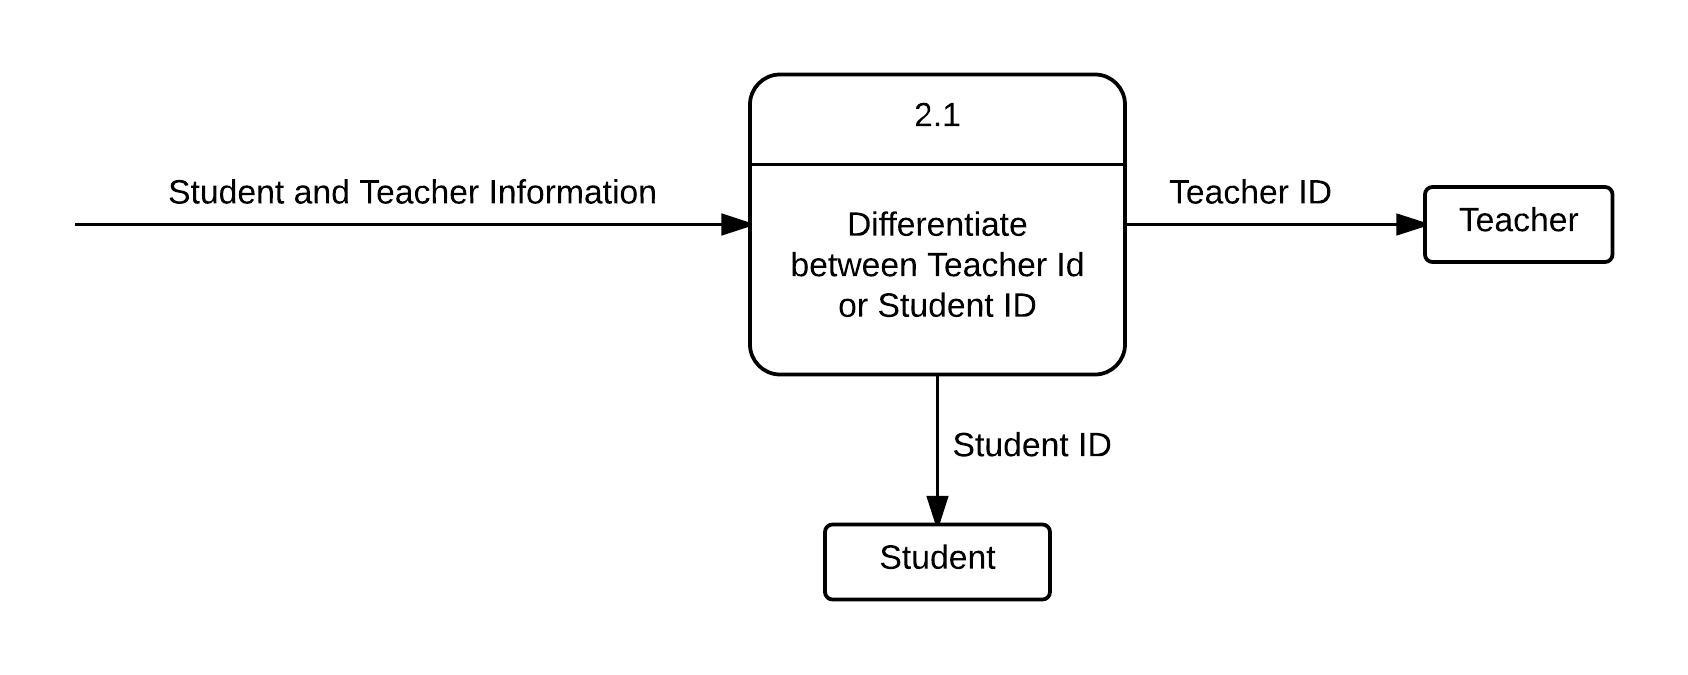 2.1
Student and Teacher Information
Teacher ID
Differentiate
between Teacher Id
or Student ID
Teacher
Student ID
Student